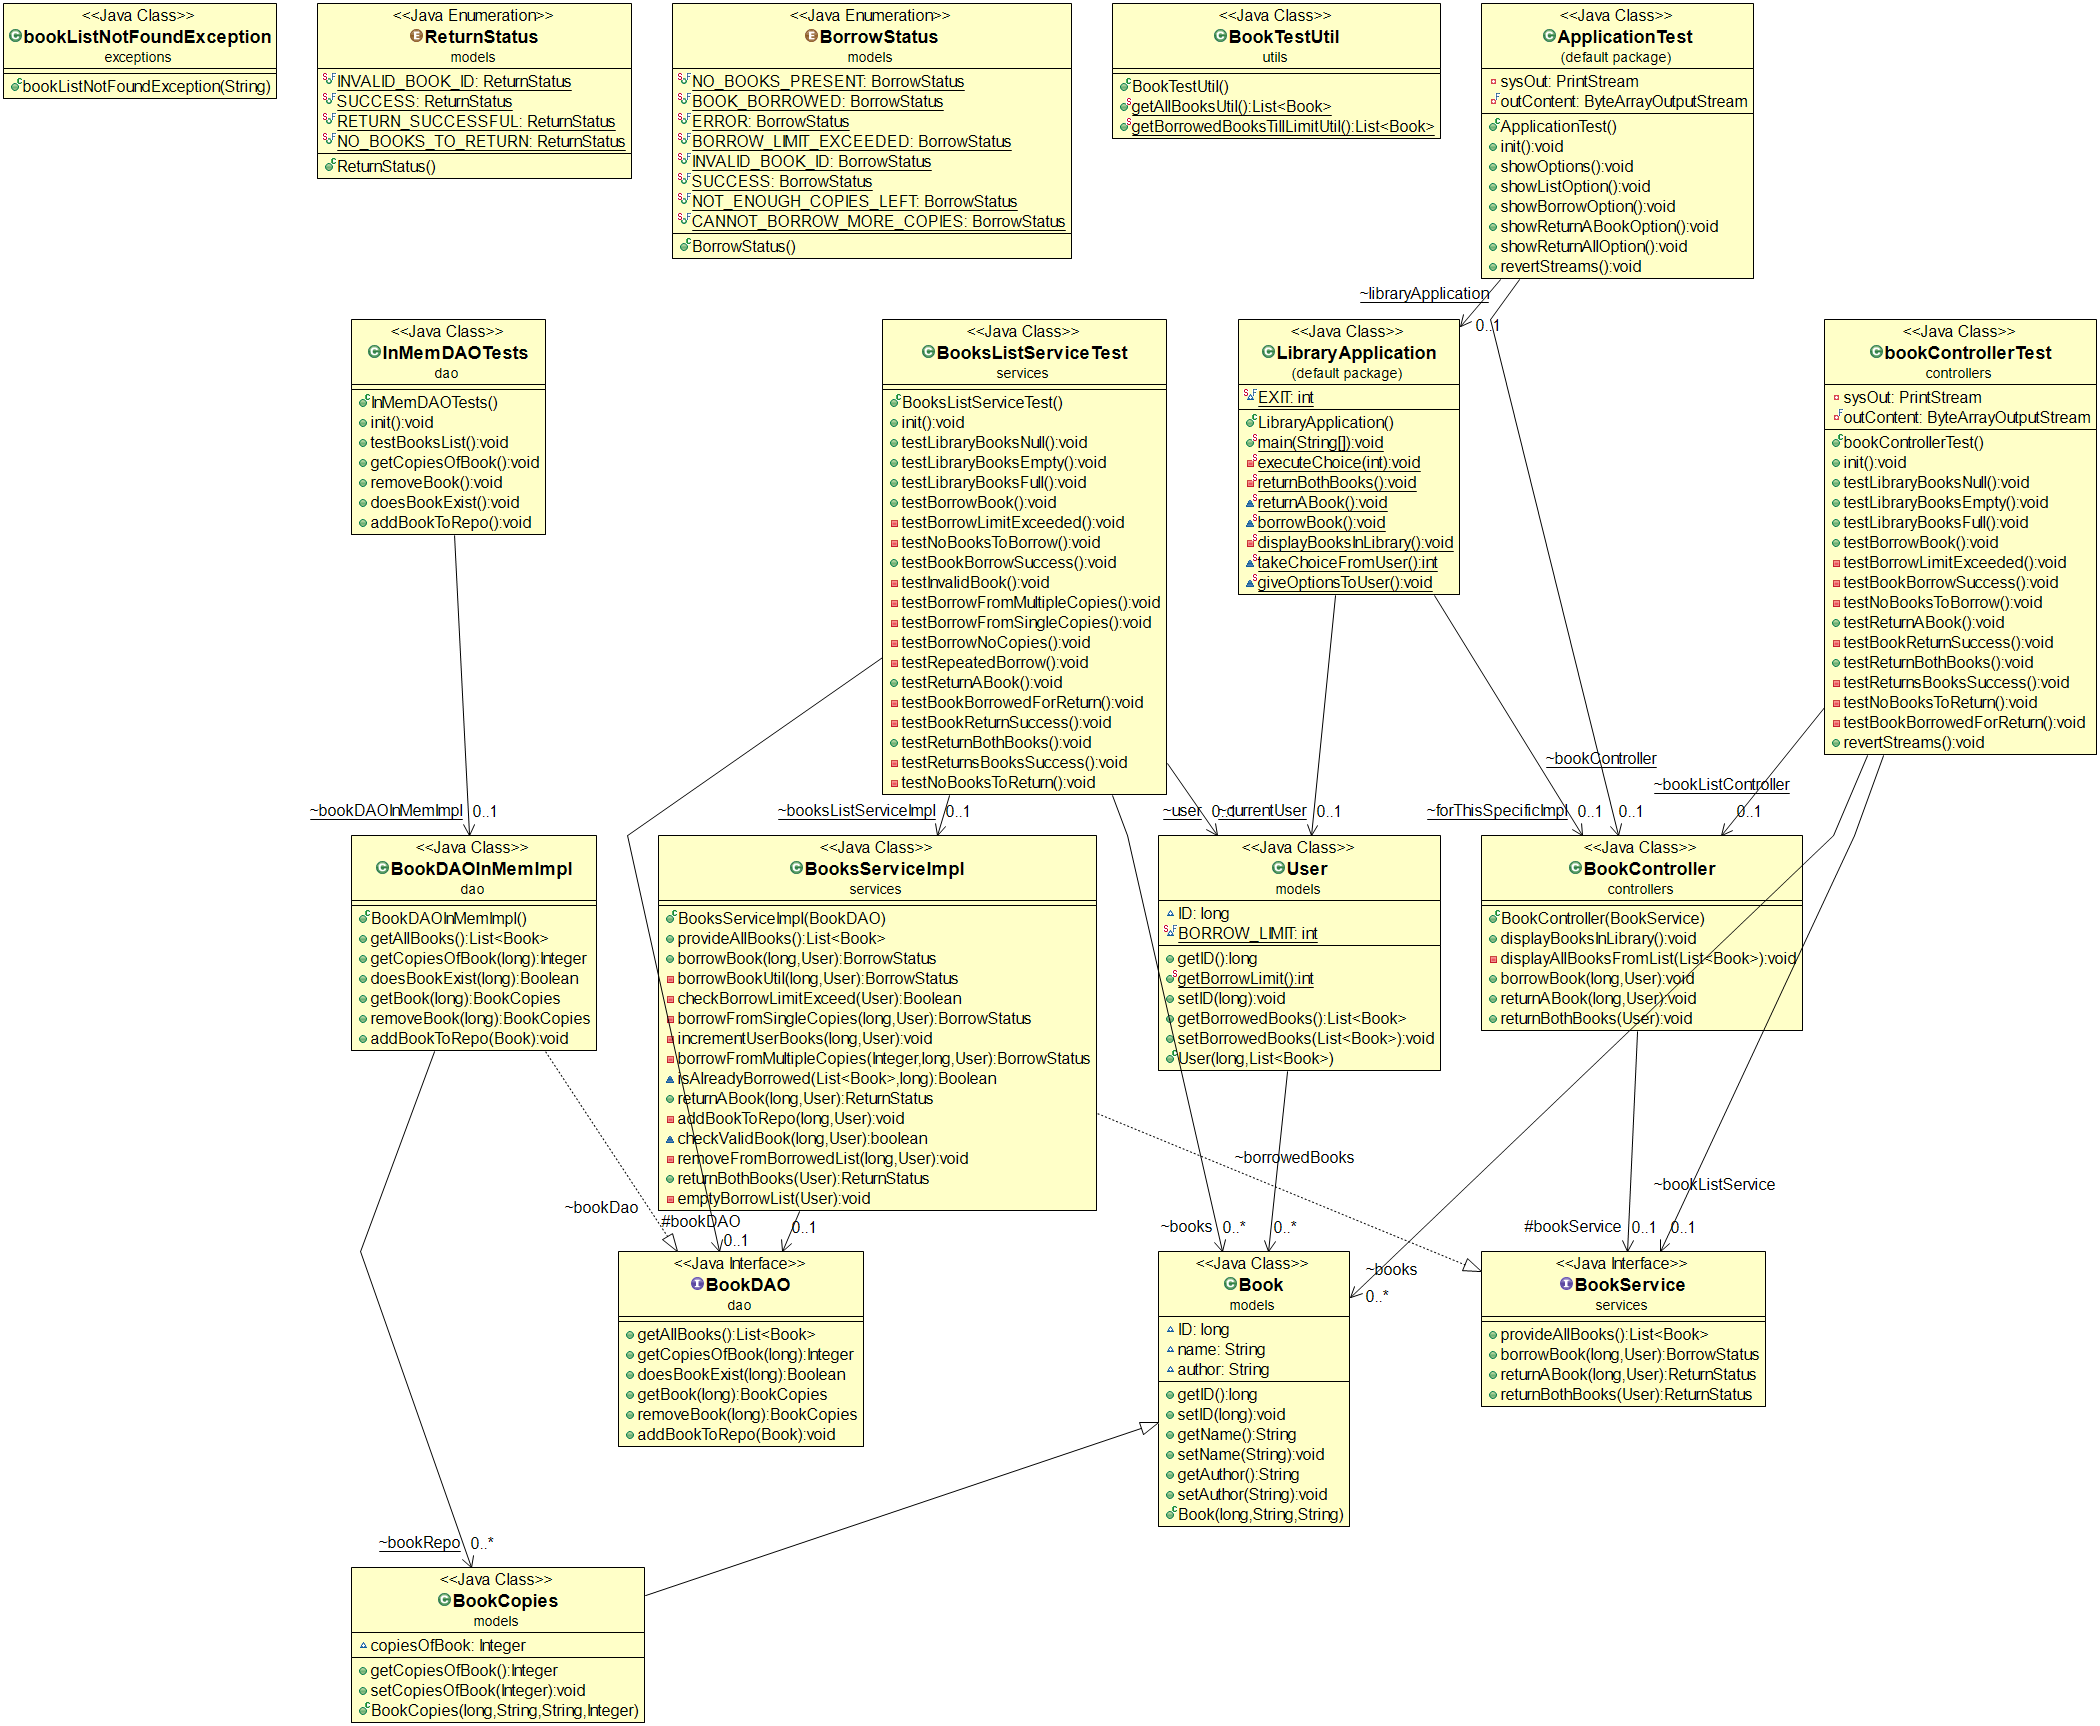 <<Java Class>>
bookListNotFoundException
exceptions
bookListNotFoundException(String)
<<Java Enumeration>>
ReturnStatus
models
INVALID_BOOK_ID: ReturnStatus
SUCCESS: ReturnStatus
RETURN_SUCCESSFUL: ReturnStatus
NO_BOOKS_TO_RETURN: ReturnStatus
ReturnStatus()
<<Java Enumeration>>
BorrowStatus
models
NO_BOOKS_PRESENT: BorrowStatus
BOOK_BORROWED: BorrowStatus
ERROR: BorrowStatus
BORROW_LIMIT_EXCEEDED: BorrowStatus
INVALID_BOOK_ID: BorrowStatus
SUCCESS: BorrowStatus
NOT_ENOUGH_COPIES_LEFT: BorrowStatus
CANNOT_BORROW_MORE_COPIES: BorrowStatus
BorrowStatus()
<<Java Class>>
BookTestUtil
utils
BookTestUtil()
getAllBooksUtil():List<Book>
getBorrowedBooksTillLimitUtil():List<Book>
<<Java Class>>
ApplicationTest
(default package)
sysOut: PrintStream
outContent: ByteArrayOutputStream
ApplicationTest()
init():void
showOptions():void
showListOption():void
showBorrowOption():void
showReturnABookOption():void
showReturnAllOption():void
revertStreams():void
~libraryApplication
0..1
<<Java Class>>
InMemDAOTests
dao
InMemDAOTests()
init():void
testBooksList():void
getCopiesOfBook():void
removeBook():void
doesBookExist():void
addBookToRepo():void
<<Java Class>>
BooksListServiceTest
services
BooksListServiceTest()
init():void
testLibraryBooksNull():void
testLibraryBooksEmpty():void
testLibraryBooksFull():void
testBorrowBook():void
testBorrowLimitExceeded():void
testNoBooksToBorrow():void
testBookBorrowSuccess():void
testInvalidBook():void
testBorrowFromMultipleCopies():void
testBorrowFromSingleCopies():void
testBorrowNoCopies():void
testRepeatedBorrow():void
testReturnABook():void
testBookBorrowedForReturn():void
testBookReturnSuccess():void
testReturnBothBooks():void
testReturnsBooksSuccess():void
testNoBooksToReturn():void
<<Java Class>>
LibraryApplication
(default package)
EXIT: int
LibraryApplication()
main(String[]):void
executeChoice(int):void
returnBothBooks():void
returnABook():void
borrowBook():void
displayBooksInLibrary():void
takeChoiceFromUser():int
giveOptionsToUser():void
<<Java Class>>
bookControllerTest
controllers
sysOut: PrintStream
outContent: ByteArrayOutputStream
bookControllerTest()
init():void
testLibraryBooksNull():void
testLibraryBooksEmpty():void
testLibraryBooksFull():void
testBorrowBook():void
testBorrowLimitExceeded():void
testBookBorrowSuccess():void
testNoBooksToBorrow():void
testReturnABook():void
testBookReturnSuccess():void
testReturnBothBooks():void
testReturnsBooksSuccess():void
testNoBooksToReturn():void
testBookBorrowedForReturn():void
revertStreams():void
~bookController
~bookListController
~bookDAOInMemImpl 0..1
~booksListServiceImpl 0..1
~user 0..1
~currentUser 0..1
~forThisSpecificImpl 0..1
0..1
0..1
<<Java Class>>
BookDAOInMemImpl
dao
BookDAOInMemImpl()
getAllBooks():List<Book>
getCopiesOfBook(long):Integer
doesBookExist(long):Boolean
getBook(long):BookCopies
removeBook(long):BookCopies
addBookToRepo(Book):void
<<Java Class>>
BooksServiceImpl
services
BooksServiceImpl(BookDAO)
provideAllBooks():List<Book>
borrowBook(long,User):BorrowStatus
borrowBookUtil(long,User):BorrowStatus
checkBorrowLimitExceed(User):Boolean
borrowFromSingleCopies(long,User):BorrowStatus
incrementUserBooks(long,User):void
borrowFromMultipleCopies(Integer,long,User):BorrowStatus
isAlreadyBorrowed(List<Book>,long):Boolean
returnABook(long,User):ReturnStatus
addBookToRepo(long,User):void
checkValidBook(long,User):boolean
removeFromBorrowedList(long,User):void
returnBothBooks(User):ReturnStatus
emptyBorrowList(User):void
<<Java Class>>
User
models
ID: long
BORROW_LIMIT: int
getID():long
getBorrowLimit():int
setID(long):void
getBorrowedBooks():List<Book>
setBorrowedBooks(List<Book>):void
User(long,List<Book>)
<<Java Class>>
BookController
controllers
BookController(BookService)
displayBooksInLibrary():void
displayAllBooksFromList(List<Book>):void
borrowBook(long,User):void
returnABook(long,User):void
returnBothBooks(User):void
~borrowedBooks
~bookListService
~bookDao
#bookDAO
0..1
0..1
~books 0..*
0..*
#bookService 0..1
0..1
<<Java Interface>>
BookDAO
dao
getAllBooks():List<Book>
getCopiesOfBook(long):Integer
doesBookExist(long):Boolean
getBook(long):BookCopies
removeBook(long):BookCopies
addBookToRepo(Book):void
<<Java Class>>
Book
models
ID: long
name: String
author: String
getID():long
setID(long):void
getName():String
setName(String):void
getAuthor():String
setAuthor(String):void
Book(long,String,String)
~books
0..*
<<Java Interface>>
BookService
services
provideAllBooks():List<Book>
borrowBook(long,User):BorrowStatus
returnABook(long,User):ReturnStatus
returnBothBooks(User):ReturnStatus
~bookRepo 0..*
<<Java Class>>
BookCopies
models
copiesOfBook: Integer
getCopiesOfBook():Integer
setCopiesOfBook(Integer):void
BookCopies(long,String,String,Integer)